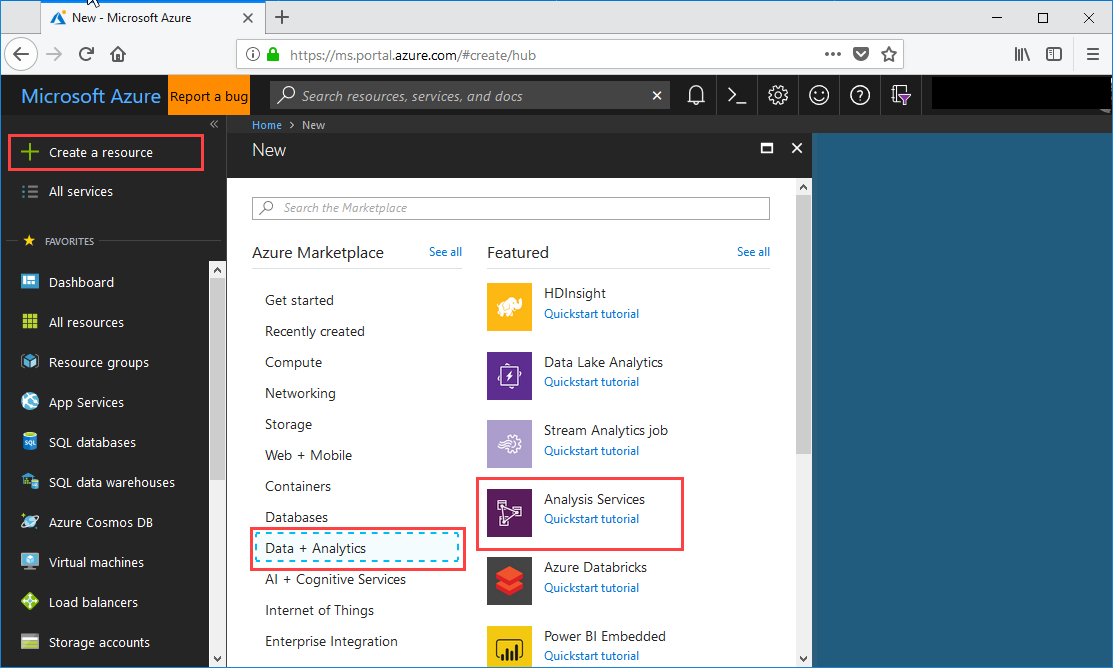 New - Microsoft Azure
https://ms.portal.azure.com/#create/hub
Microsoft Azure
Report a bug
Search resources, services, and docs
Create a resource
All services
FAVORITES
Dashboard
All resources
Resource groups
App Services
SQL databases
SQL data warehouses
Azure Cosmos DB
Virtual machines
Load balancers
Storage accounts
Home > New
New
Search the Marketplace
Azure Marketplace
See all
Get started
Recently created
Compute
Networking
Storage
Web + Mobile
Containers
Databases
Data + Analytics
AI + Cognitive Services
Internet of Things
Enterprise Integration
Featured
See all
HDInsight
Quickstart tutorial
Data Lake Analytics
Quickstart tutorial
Stream Analytics job
Quickstart tutorial
Analysis Services
Quickstart tutorial
Azure Databricks
Quickstart tutorial
Power BI Embedded
Quickstart tutorial